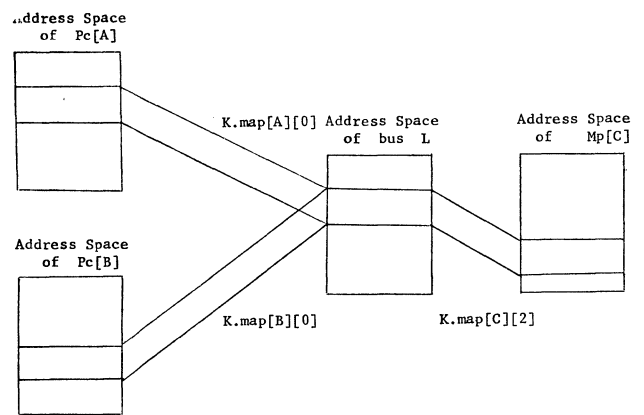 Address Space
of Pc[A]
K.map[A][0]
Address Space
of bus L
Address Space
of Mp[C]
Address Space
of Pc[B]
K.map[B][0]
K.map[C][2]